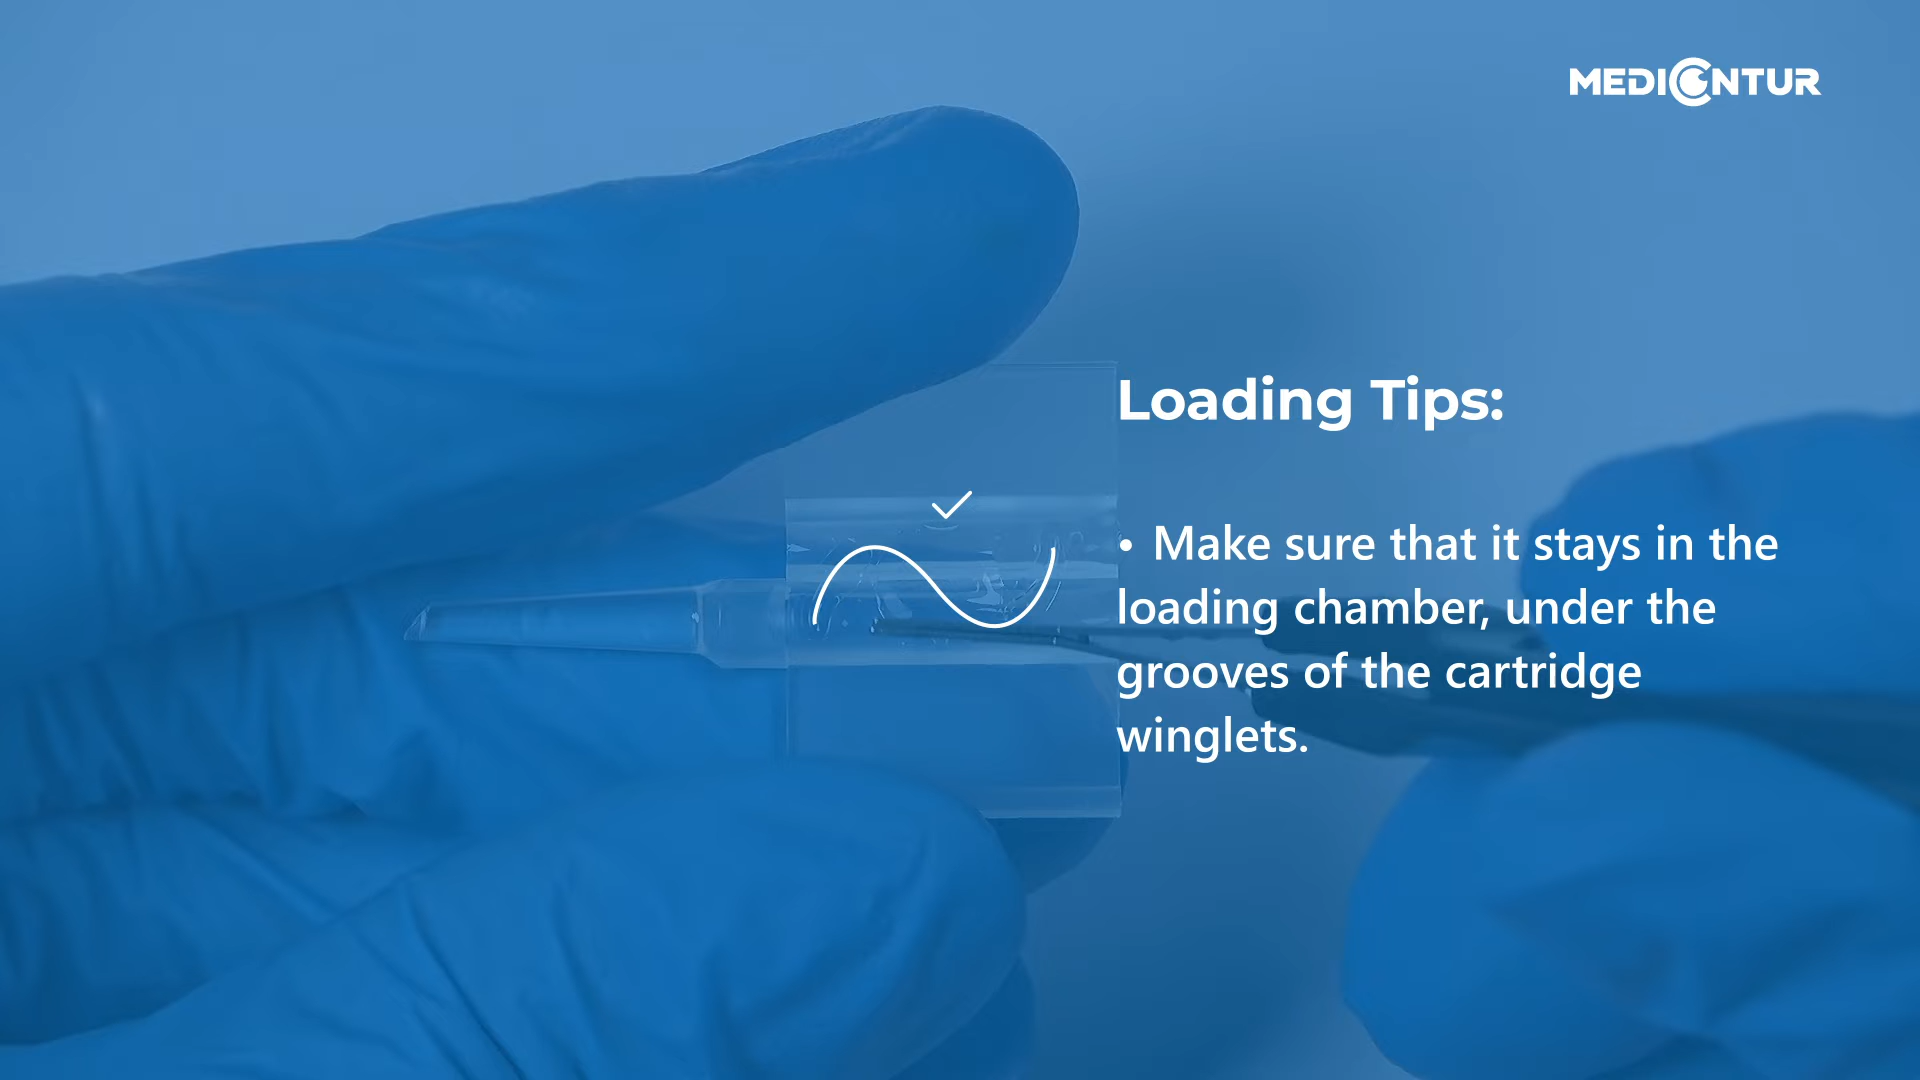 MEDICONTUR
Loading Tips:
• Make sure that it stays in the
loading chamber, under the
grooves of the cartridge
winglets.